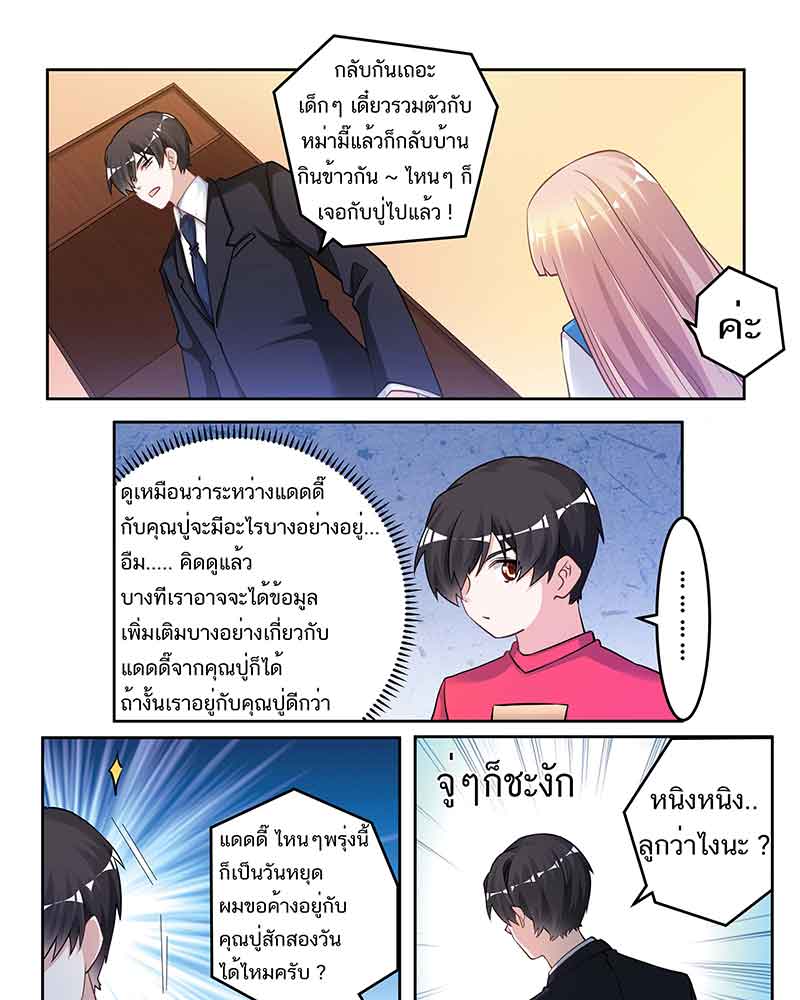 กลับกันเถอะ
เด็กๆ เดี๋ยวรวมตัวกับ
หม่ามี๊แล้วก็กลับบ้าน
กินข้าวกัน ~ ไหนๆ ก็
เจอกับปู่ไปแล้ว !
ค่ะ
ดูเหมือนว่าระหว่างแดดดี๊
กับคุณปู่จะมีอะไรบางอย่างอยู่...
อืม..... คิดดูแล้ว
บางทีเราอาจจะได้ข้อมูล
เพิ่มเติมบางอย่างเกี่ยวกับ
แดดดี๊จากคุณปู่ก็ได้
ถ้างั้นเราอยู่กับคุณปู่ดีกว่า
.........
แดดดี๊ ไหนๆพรุ่งนี้
ก็เป็นวันหยุด
ผมขอค้างอยู่กับ
คุณปู่สักสองวัน
ได้ไหมครับ ?
จู่ๆก็ชะงัก
หนิงหนิง..
ลูกว่าไงนะ ?